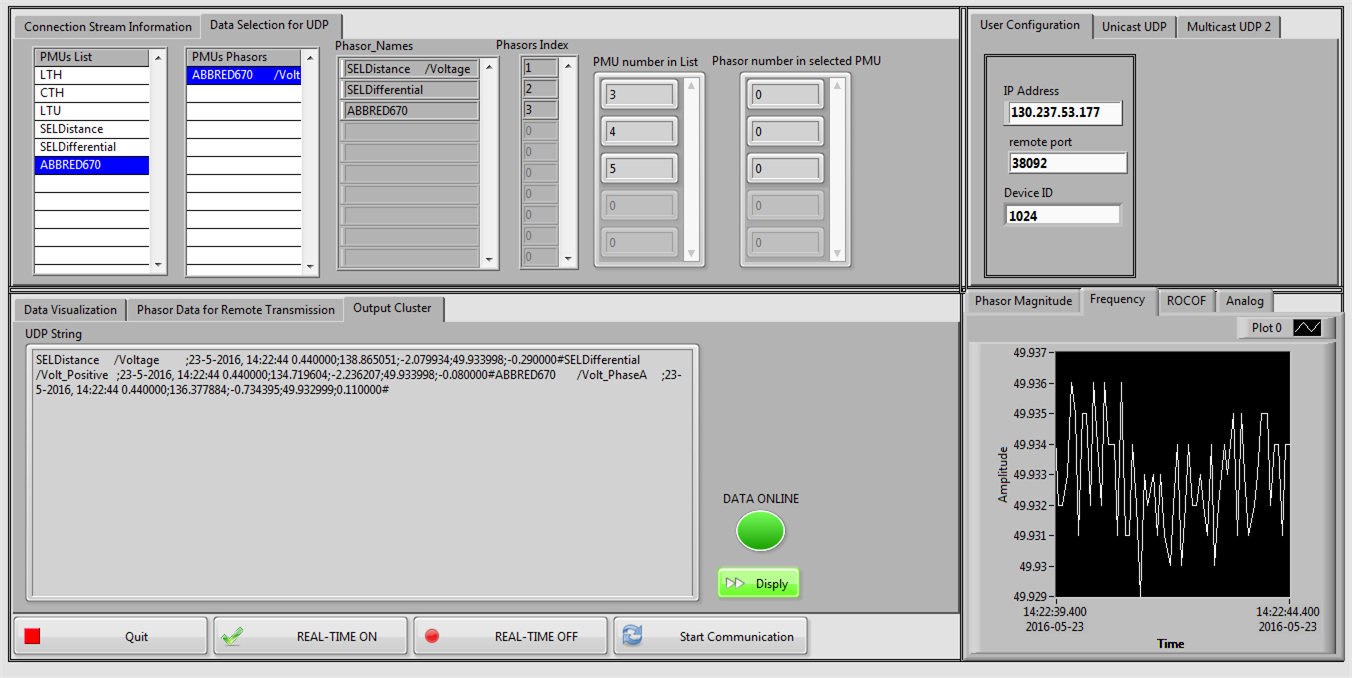 Connection Stream Information
Data Selection for UDP
PMUs List
LTH
CTH
LTU
SELDistance
SELDifferential
ABBRED670
PMUs Phasors
ABBRED670 /Volt
Phasor_Names
SELDistance /Voltage
SELDifferential
ABBRED670
Phasors Index
1
2
3
0
0
0
0
0
0
0
PMU number in List
3
4
5
0
0
Phasor number in selected PMU
0
0
0
0
0
User Configuration
Unicast UDP
Multicast UDP 2
IP Address
130.237.53.177
remote port
38092
Device ID
1024
Data Visualization
Phasor Data for Remote Transmission
Output Cluster
UDP String
SELDistance /Voltage ;23-5-2016, 14:22:44 0.440000;138.865051;-2.079934;49.933998;-0.290000#SELDifferential
/Volt_Positive ;23-5-2016, 14:22:44 0.440000;134.719604;-2.236207;49.933998;-0.080000#ABBRED670 /Volt_PhaseA ;23-
5-2016, 14:22:44 0.440000;136.377884;-0.734395;49.932999;0.110000#
DATA ONLINE
Disply
Quit
REAL-TIME ON
REAL-TIME OFF
Start Communication
Phasor Magnitude
Frequency
ROCOF
Analog
Plot 0
Amplitude
49.937
49.936
49.935
49.934
49.933
49.932
49.931
49.93
49.929
14:22:39.400
2016-05-23
14:22:44.400
2016-05-23
Time